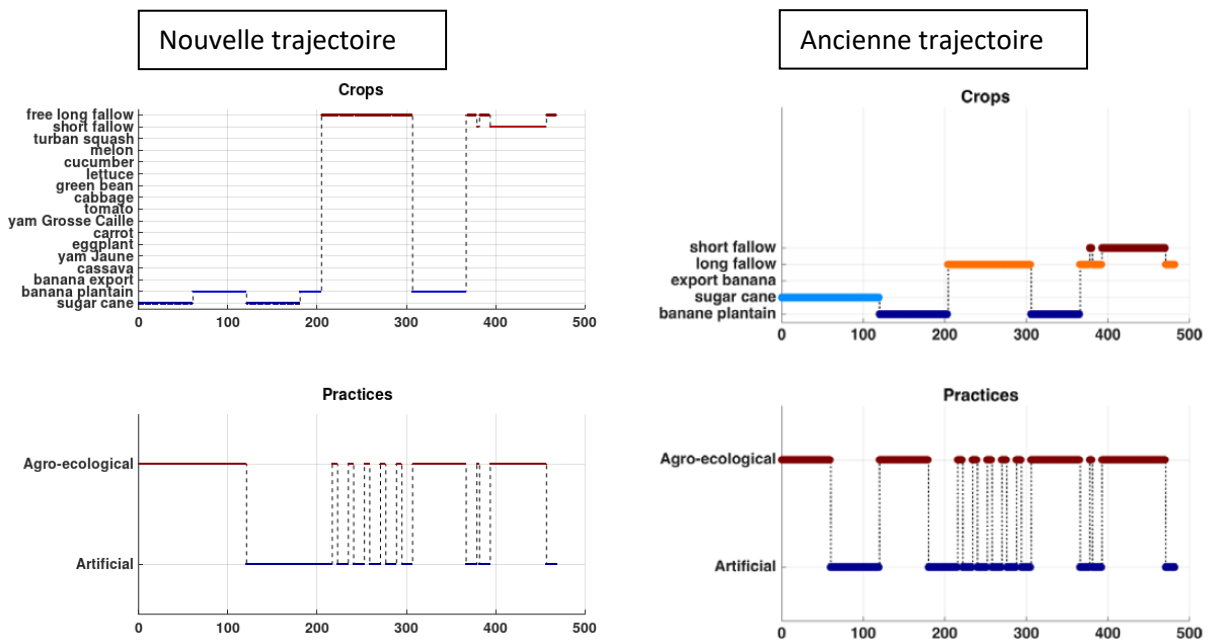 Nouvelle trajectoire
Crops
free long fallow
short fallow
turban squash
melon
cucumber
lettuce
green bean
cabbage
tomato
yam Grosse Caille
carrot
eggplant
yam Jaune
cassava
banana export
banana plantain
sugar cane
0 100 200 300 400 500
Practices
Agro-ecological
Artificial
0 100 200 300 400 500
Ancienne trajectoire
Crops
short fallow
long fallow
export banana
sugar cane
banane plantain
0 100 200 300 400 500
Practices
Agro-ecological
Artificial
0 100 200 300 400 500